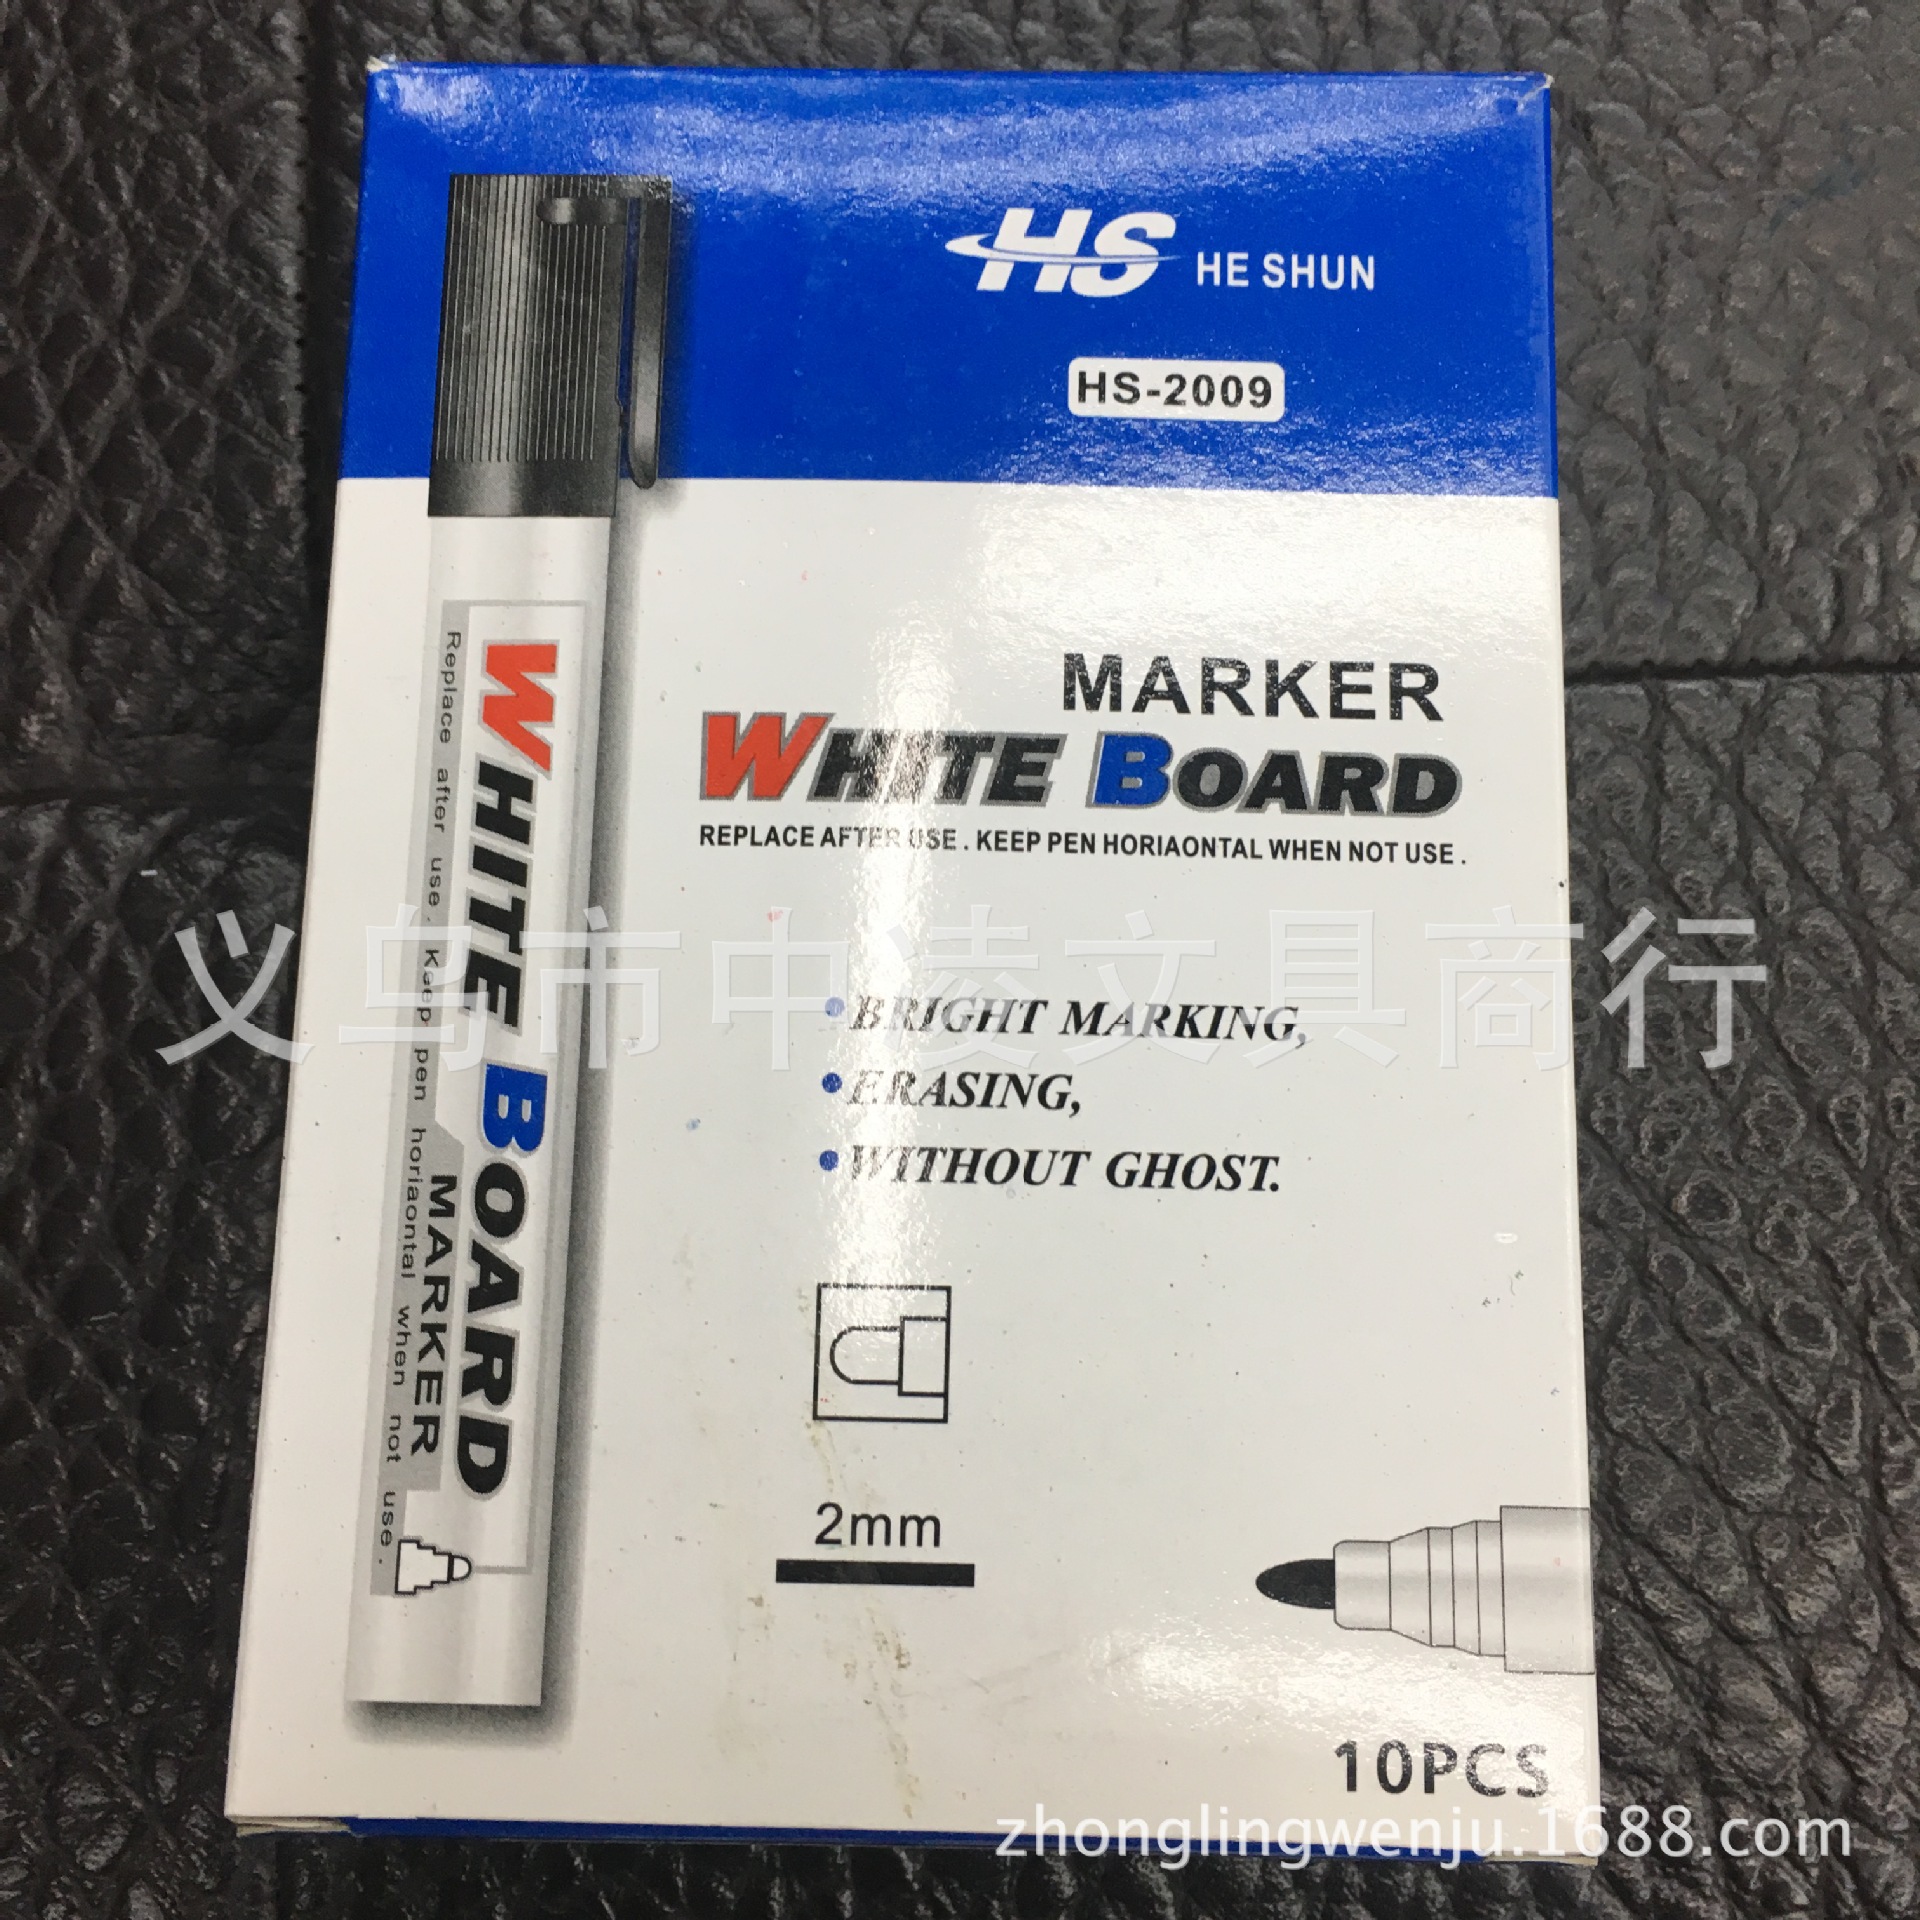 HS HE SHUN
HS-2009
MARKER
WHITE BOARD
REPLACE AFTER USE. KEEP PEN HORIAONTAL WHEN NOT USE.
BRIGHT MARKING,
ERASING,
WITHOUT GHOST.
2mm
10PCS
WHITE BOARD
MARKER
Replace after use. Keep pen horiaontal when not use.
义乌市中凌文具商行
zhonglingwenju.1688.com